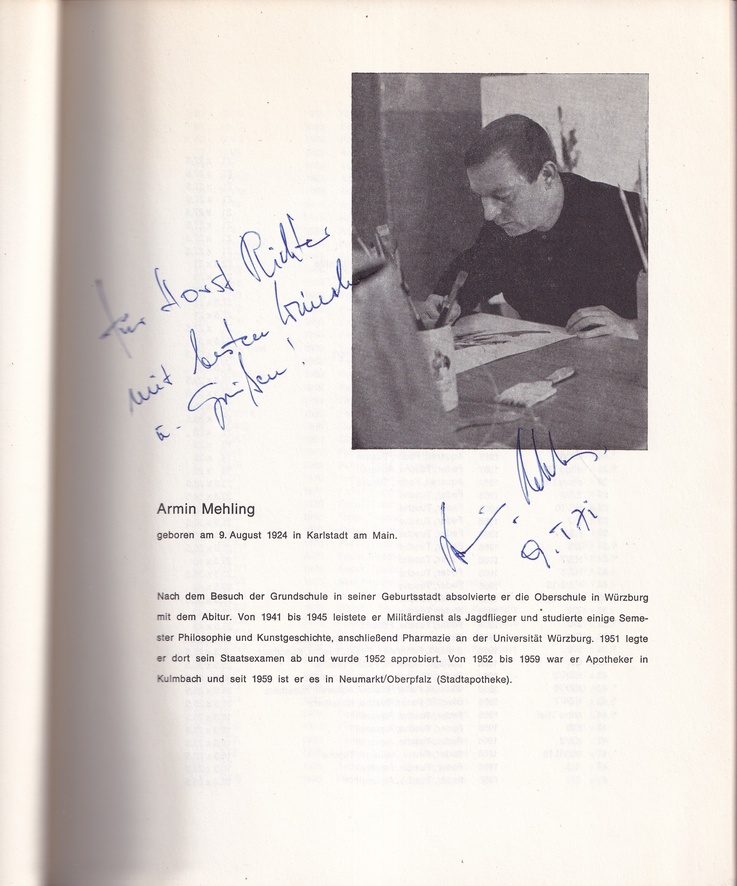 für Horst Richter
mit besten Wünschen
u. Grüßen!
Armin Mehling
9. I. 71
Armin Mehling
geboren am 9. August 1924 in Karlstadt am Main.
Nach dem Besuch der Grundschule in seiner Geburtsstadt absolvierte er die Oberschule in Würzburg
mit dem Abitur. Von 1941 bis 1945 leistete er Militärdienst als Jagdflieger und studierte einige Seme-
ster Philosophie und Kunstgeschichte, anschließend Pharmazie an der Universität Würzburg. 1951 legte
er dort sein Staatsexamen ab und wurde 1952 approbiert. Von 1952 bis 1959 war er Apotheker in
Kulmbach und seit 1959 ist er es in Neumarkt/Oberpfalz (Stadtapotheke).